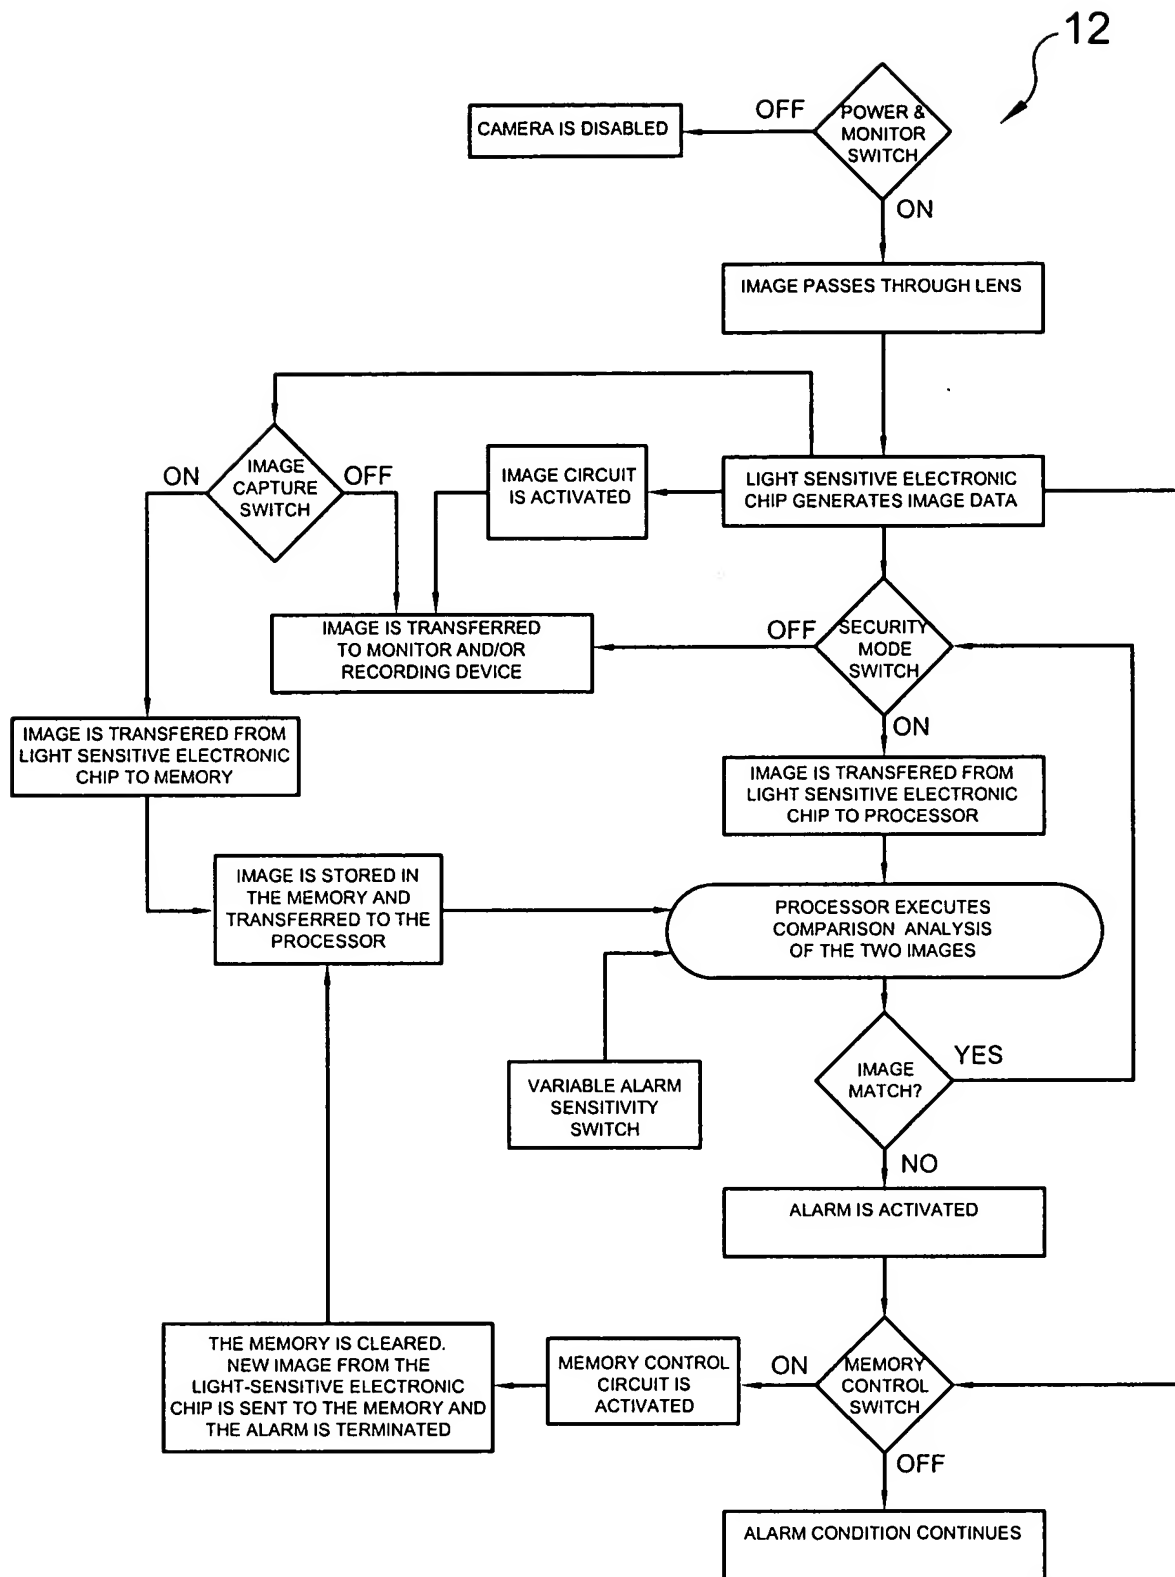 12
POWER &
MONITOR
SWITCH
OFF
CAMERA IS DISABLED
ON
IMAGE PASSES THROUGH LENS
IMAGE
CAPTURE
SWITCH
ON
OFF
IMAGE CIRCUIT
IS ACTIVATED
LIGHT SENSITIVE ELECTRONIC
CHIP GENERATES IMAGE DATA
IMAGE IS TRANSFERRED
TO MONITOR AND/OR
RECORDING DEVICE
OFF
SECURITY
MODE
SWITCH
ON
IMAGE IS TRANSFERED FROM
LIGHT SENSITIVE ELECTRONIC
CHIP TO MEMORY
IMAGE IS TRANSFERED FROM
LIGHT SENSITIVE ELECTRONIC
CHIP TO PROCESSOR
IMAGE IS STORED IN
THE MEMORY AND
TRANSFERRED TO THE
PROCESSOR
PROCESSOR EXECUTES
COMPARISON ANALYSIS
OF THE TWO IMAGES
VARIABLE ALARM
SENSITIVITY
SWITCH
IMAGE
MATCH?
YES
NO
ALARM IS ACTIVATED
THE MEMORY IS CLEARED.
NEW IMAGE FROM THE
LIGHT-SENSITIVE ELECTRONIC
CHIP IS SENT TO THE MEMORY AND
THE ALARM IS TERMINATED
MEMORY CONTROL
CIRCUIT IS
ACTIVATED
ON
MEMORY
CONTROL
SWITCH
OFF
ALARM CONDITION CONTINUES